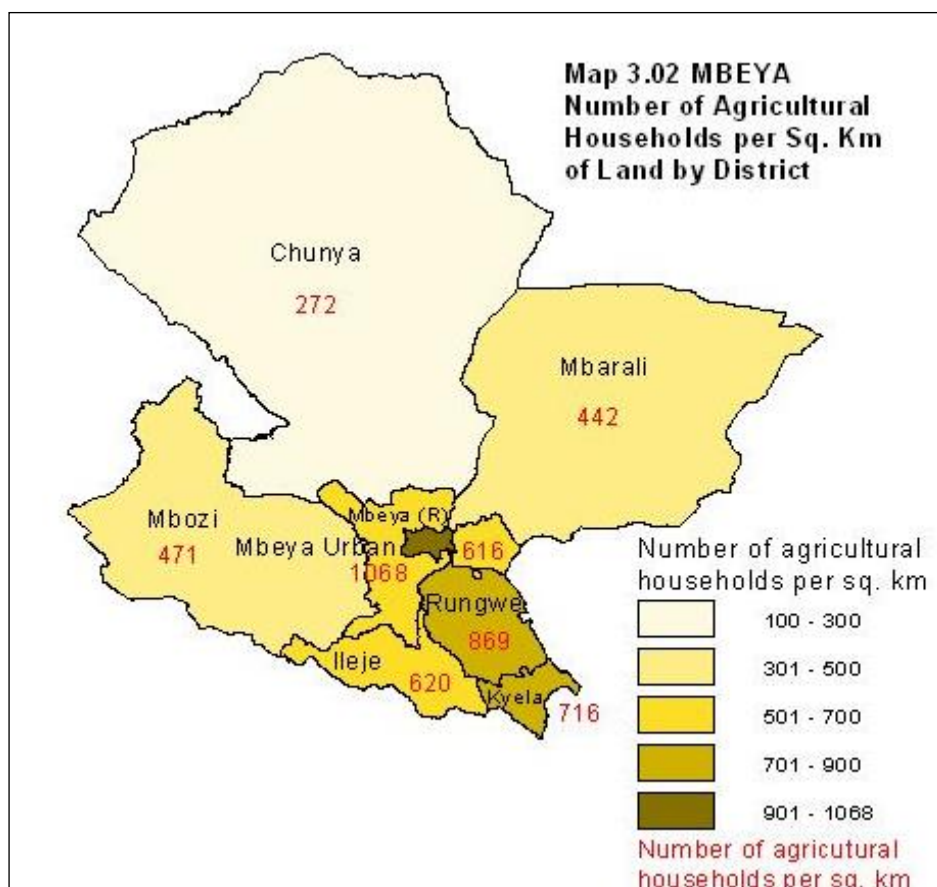 Map 3.02 MBEYA
Number of Agricultural
Households per Sq. Km
of Land by District
Chunya
272
Mbarali
442
Mbozi
471
Mbeya (R)
616
Mbeya Urban
1068
Rungwe
869
Ileje
620
Kyela
716
Number of agricultural
households per sq. km
100 - 300
301 - 500
501 - 700
701 - 900
901 - 1068
Number of agricutural
households per sq. km